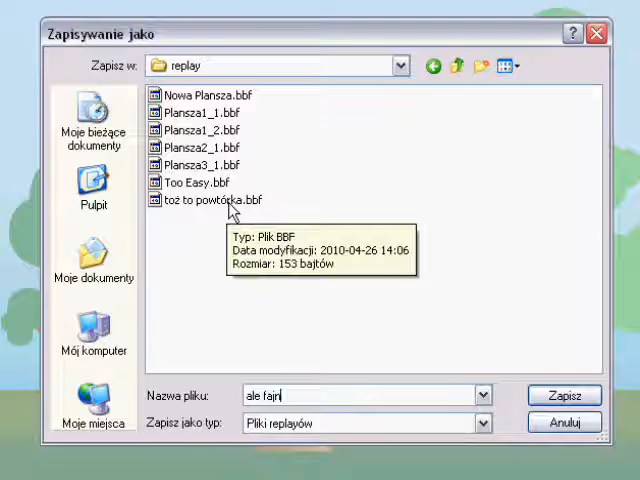 Zapisywanie jako
Zapisz w: replay
Nowa Plansza.bbf
Plansza1_1.bbf
Plansza1_2.bbf
Plansza2_1.bbf
Plansza3_1.bbf
Too Easy.bbf
toż to powtórka.bbf
Typ: Plik BBF
Data modyfikacji: 2010-04-26 14:06
Rozmiar: 153 bajtów
Moje bieżące
dokumenty
Pulpit
Moje dokumenty
Mój komputer
Moje miejsca
Nazwa pliku: ale fajn
Zapisz
Zapisz jako typ: Pliki replayów
Anuluj